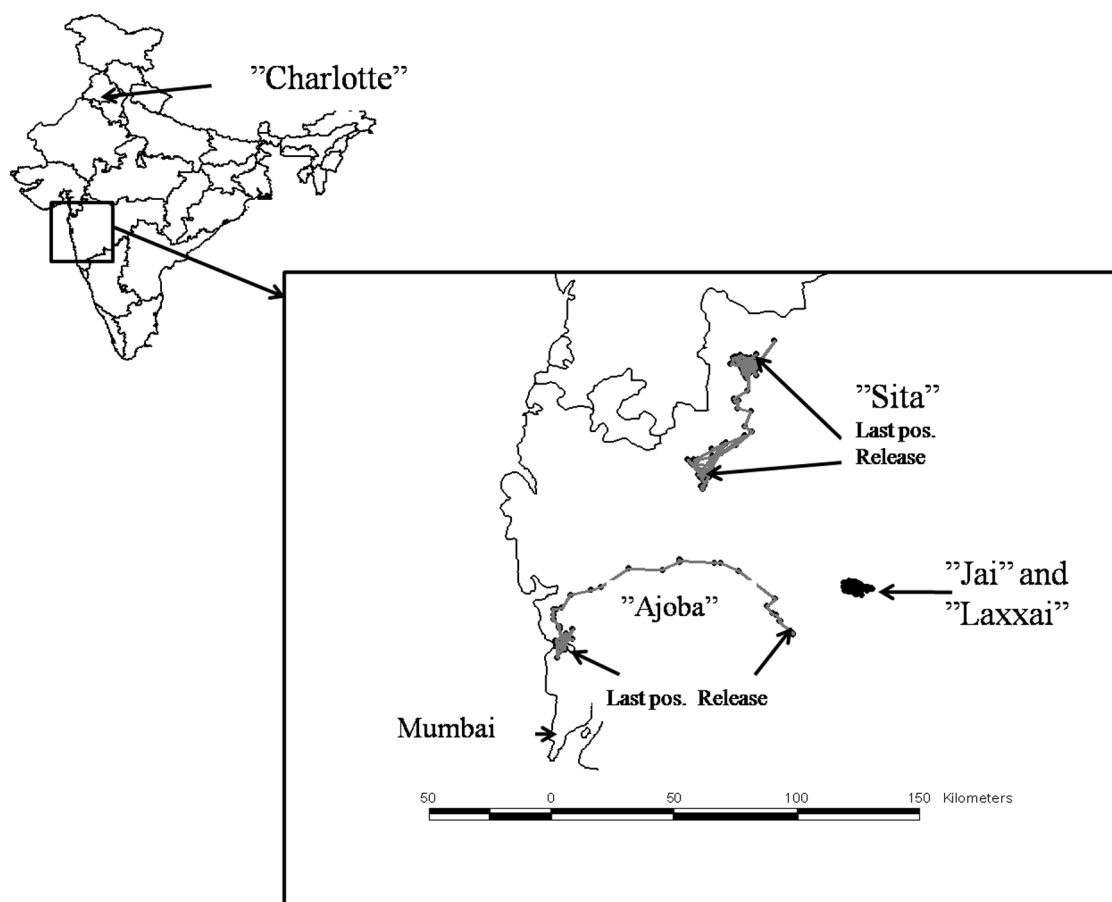 ”Charlotte”
”Sita”
Last pos.
Release
”Jai” and
”Laxxai”
”Ajoba”
Last pos. Release
Mumbai
50 0 50 100 150 Kilometers